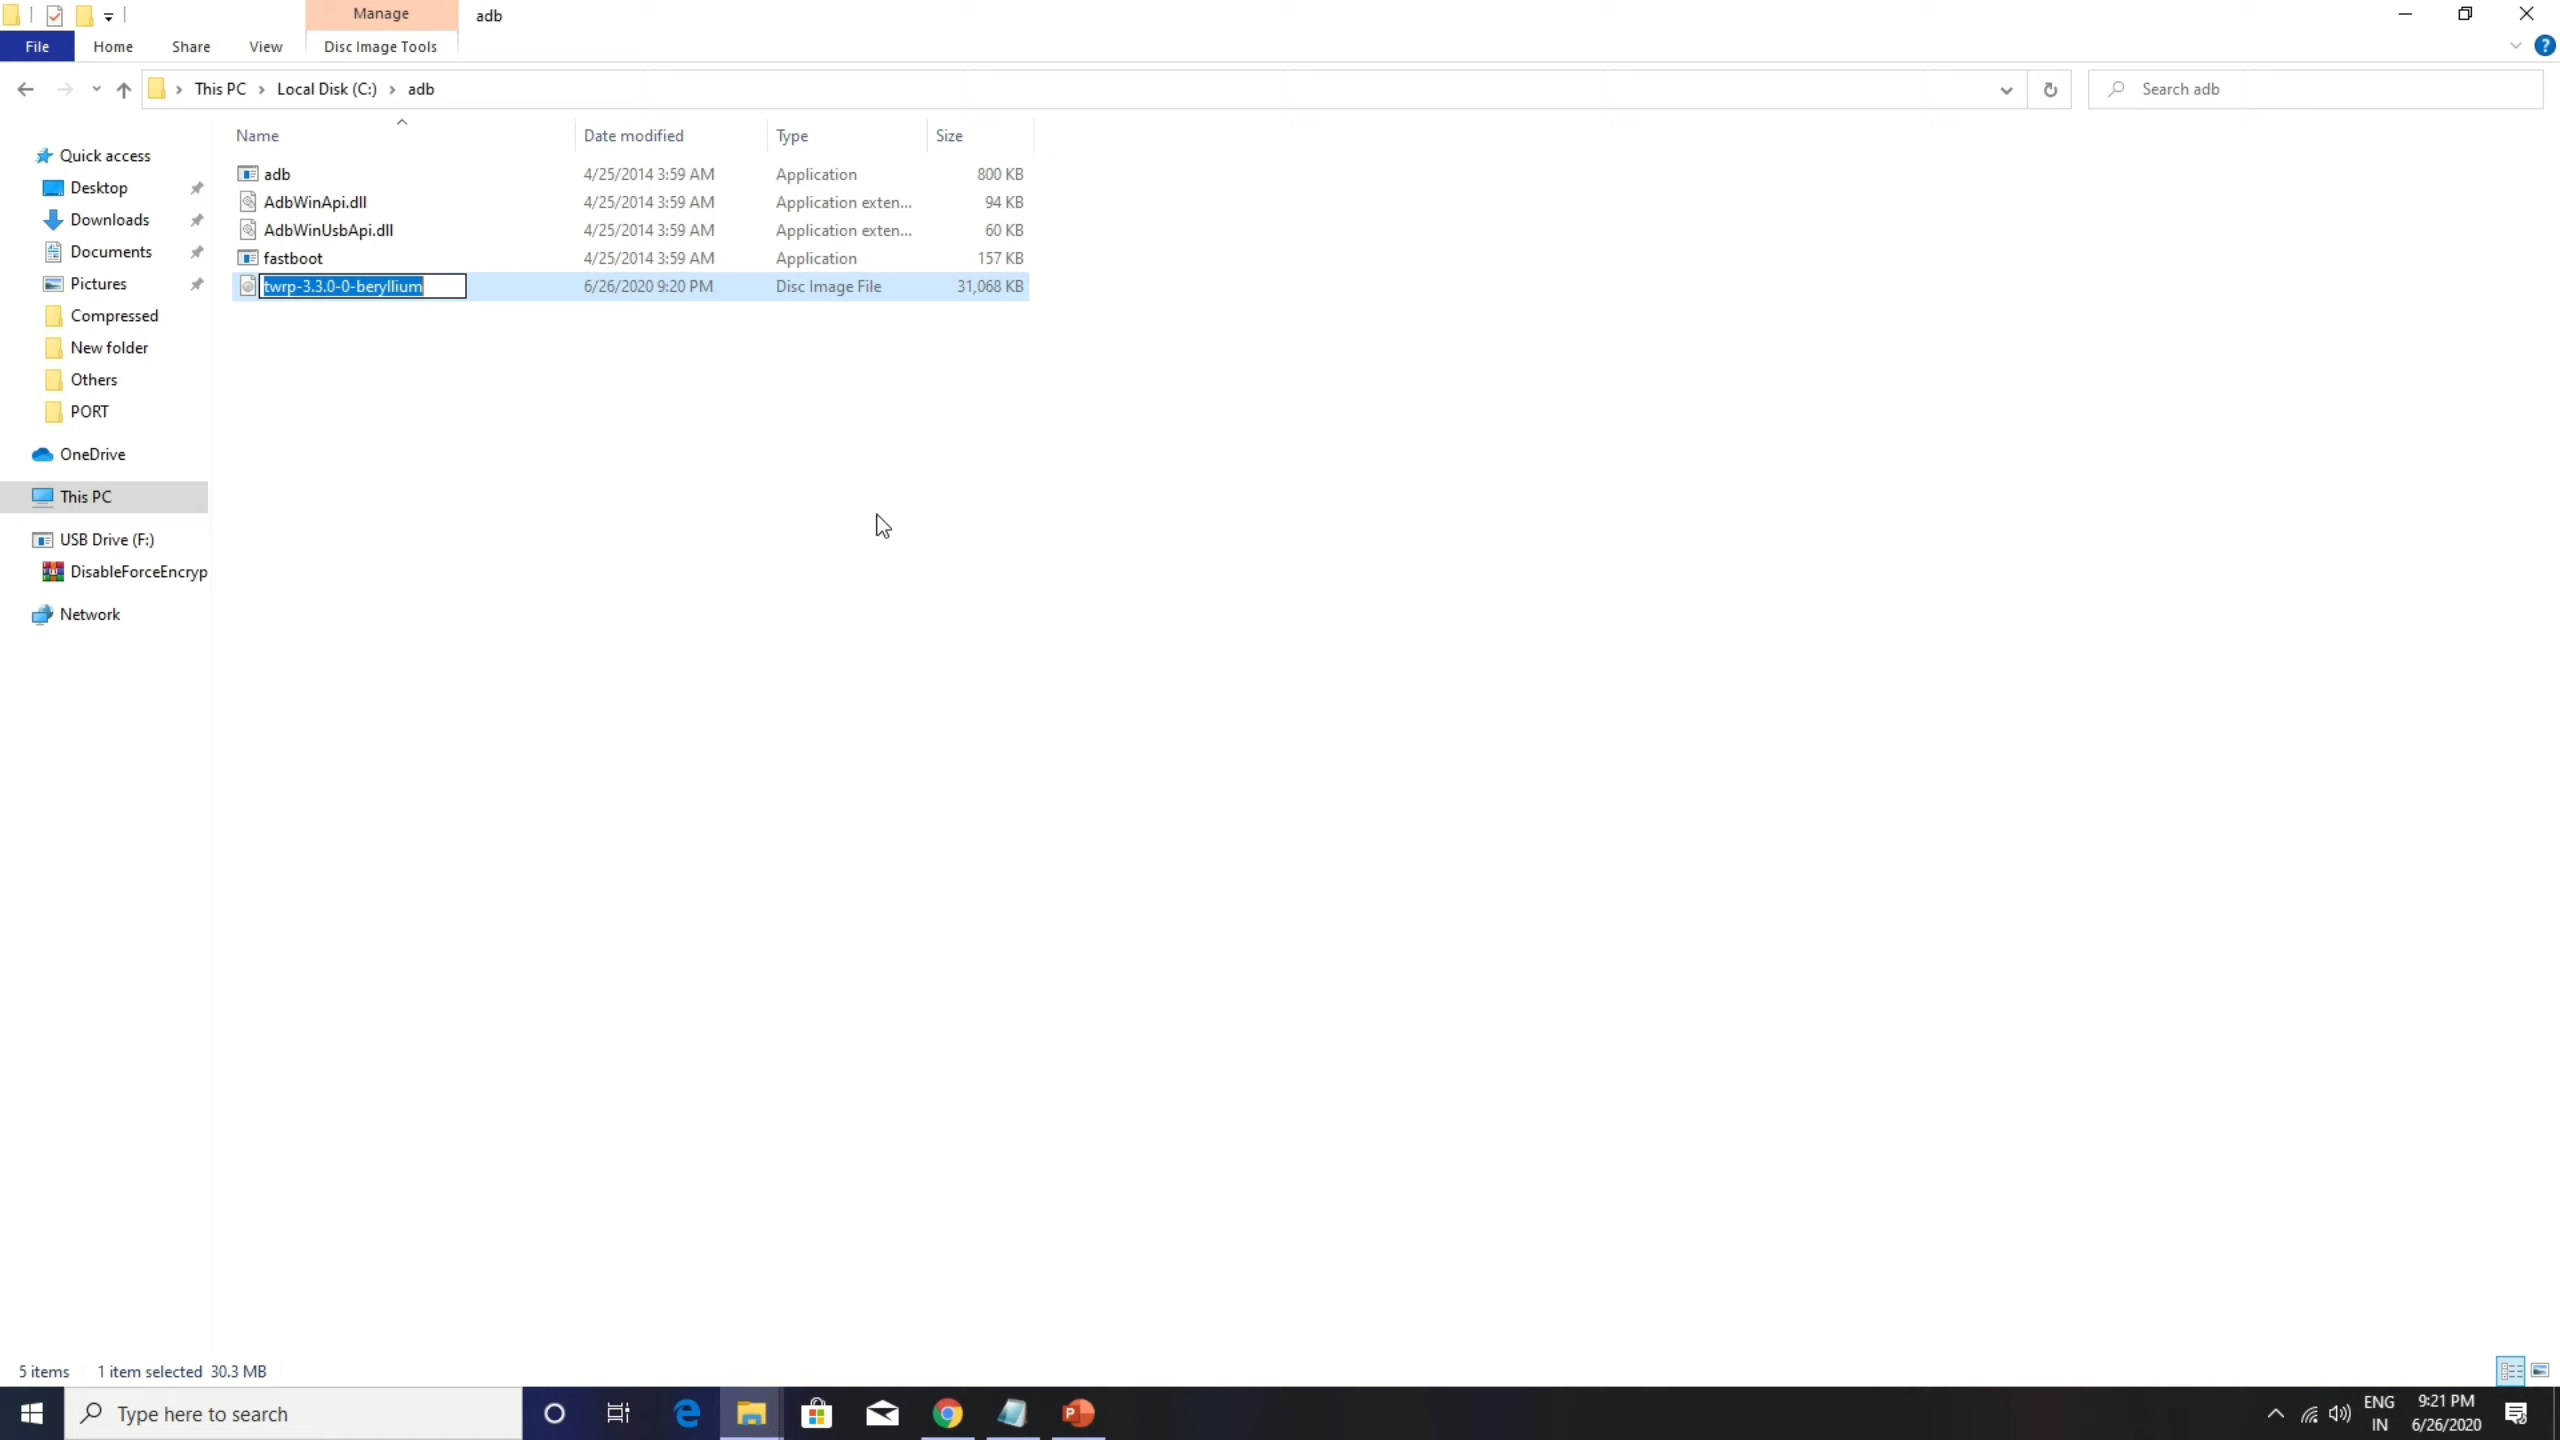 Manage
adb
File
Home
Share
View
Disc Image Tools
This PC
Local Disk (C:)
adb
Search adb
Name
Date modified
Type
Size
adb
4/25/2014 3:59 AM
Application
800 KB
AdbWinApi.dll
4/25/2014 3:59 AM
Application exten...
94 KB
AdbWinUsbApi.dll
4/25/2014 3:59 AM
Application exten...
60 KB
fastboot
4/25/2014 3:59 AM
Application
157 KB
twrp-3.3.0-0-beryllium
6/26/2020 9:20 PM
Disc Image File
31,068 KB
Quick access
Desktop
Downloads
Documents
Pictures
Compressed
New folder
Others
PORT
OneDrive
This PC
USB Drive (F:)
DisableForceEncryp
Network
5 items
1 item selected 30.3 MB
Type here to search
ENG
IN
9:21 PM
6/26/2020